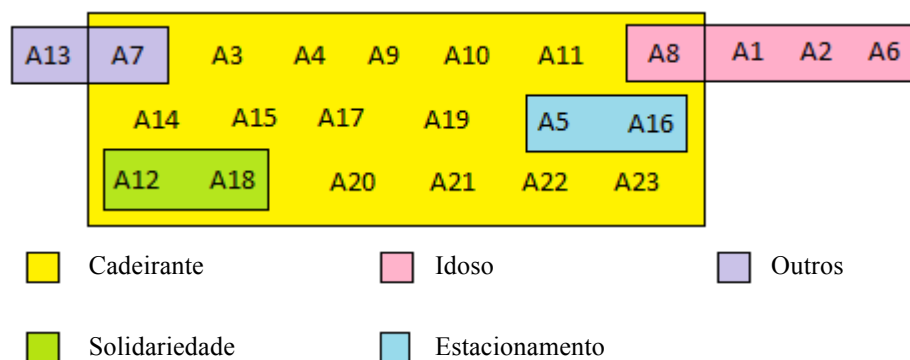 A13 A7 A3 A4 A9 A10 A11 A8 A1 A2 A6
A14 A15 A17 A19 A5 A16
A12 A18 A20 A21 A22 A23
Cadeirante Idoso Outros
Solidariedade Estacionamento